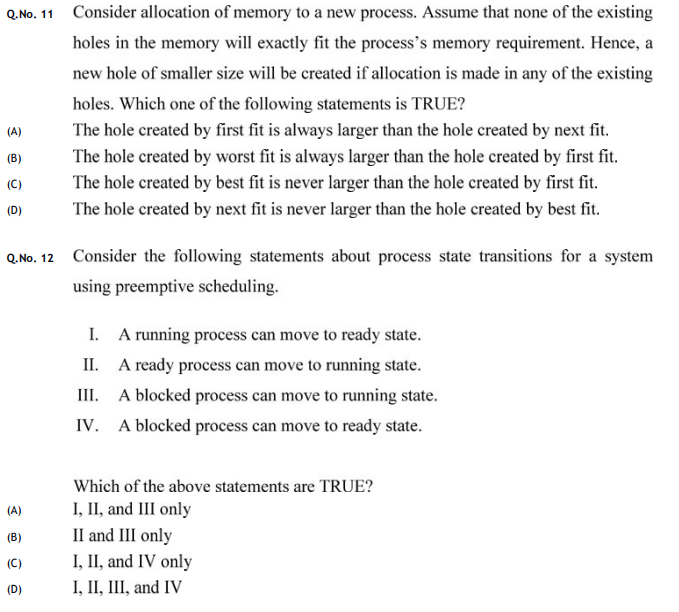 Q.No. 11 Consider allocation of memory to a new process. Assume that none of the existing
holes in the memory will exactly fit the process's memory requirement. Hence, a
new hole of smaller size will be created if allocation is made in any of the existing
holes. Which one of the following statements is TRUE?
(A) The hole created by first fit is always larger than the hole created by next fit.
(B) The hole created by worst fit is always larger than the hole created by first fit.
(C) The hole created by best fit is never larger than the hole created by first fit.
(D) The hole created by next fit is never larger than the hole created by best fit.
Q.No. 12 Consider the following statements about process state transitions for a system
using preemptive scheduling.
I. A running process can move to ready state.
II. A ready process can move to running state.
III. A blocked process can move to running state.
IV. A blocked process can move to ready state.
Which of the above statements are TRUE?
(A) I, II, and III only
(B) II and III only
(C) I, II, and IV only
(D) I, II, III, and IV